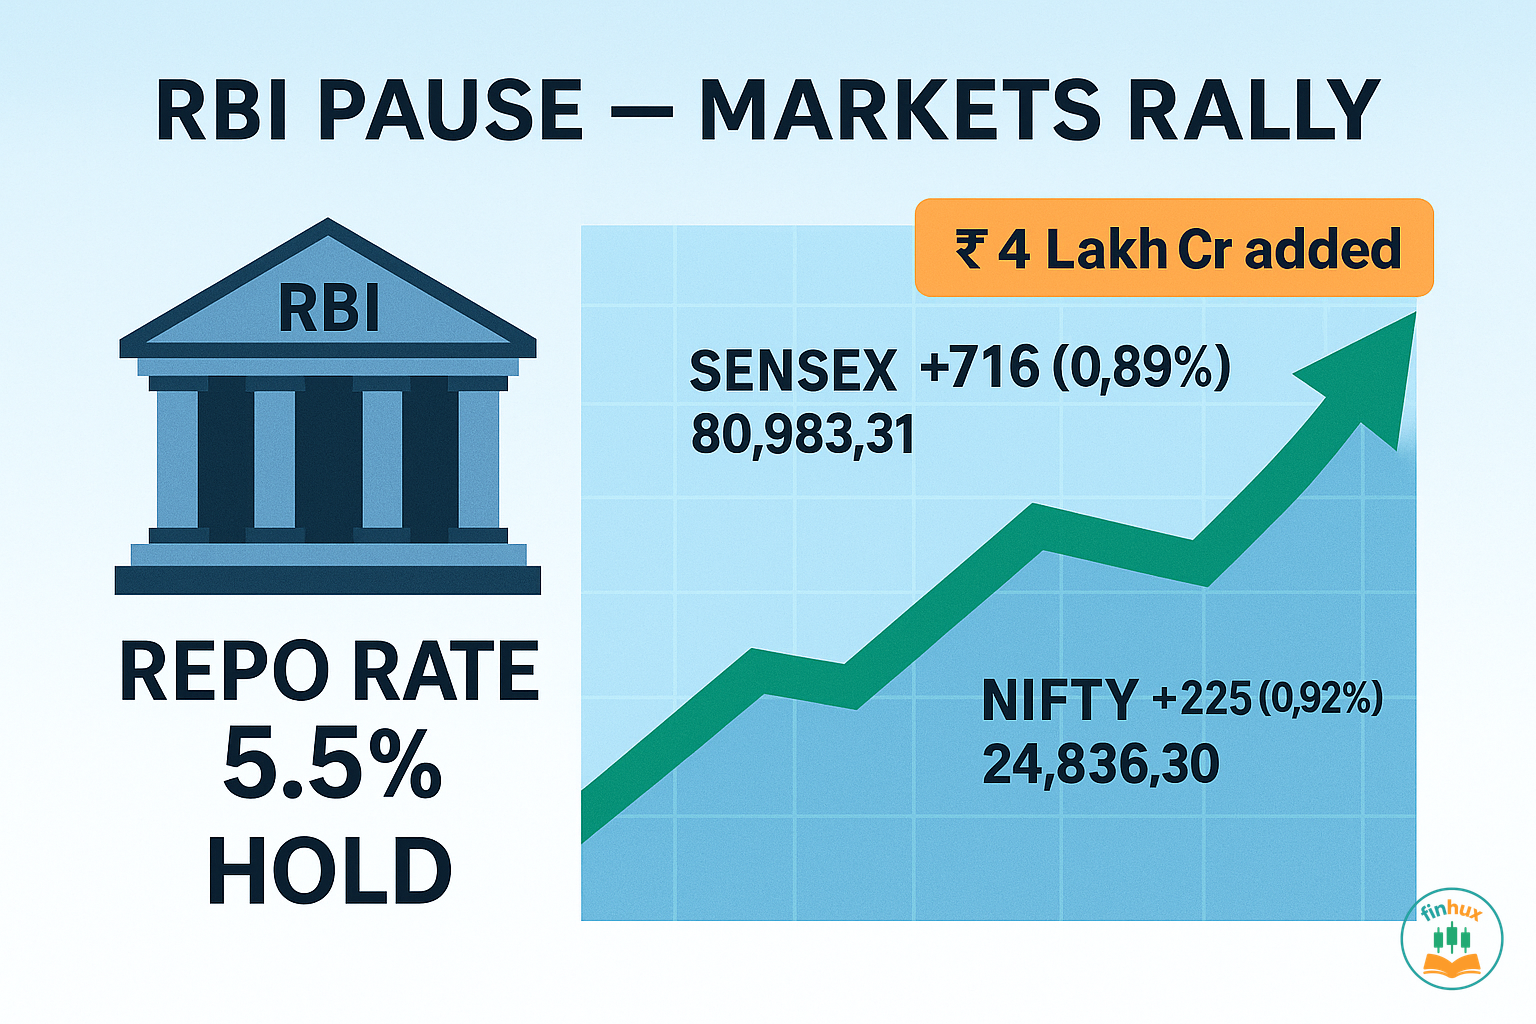 RBI PAUSE — MARKETS RALLY
RBI
REPO RATE
5.5%
HOLD
₹ 4 Lakh Cr added
SENSEX +716 (0,89%)
80,983,31
NIFTY +225 (0,92%)
24,836,30
finhux